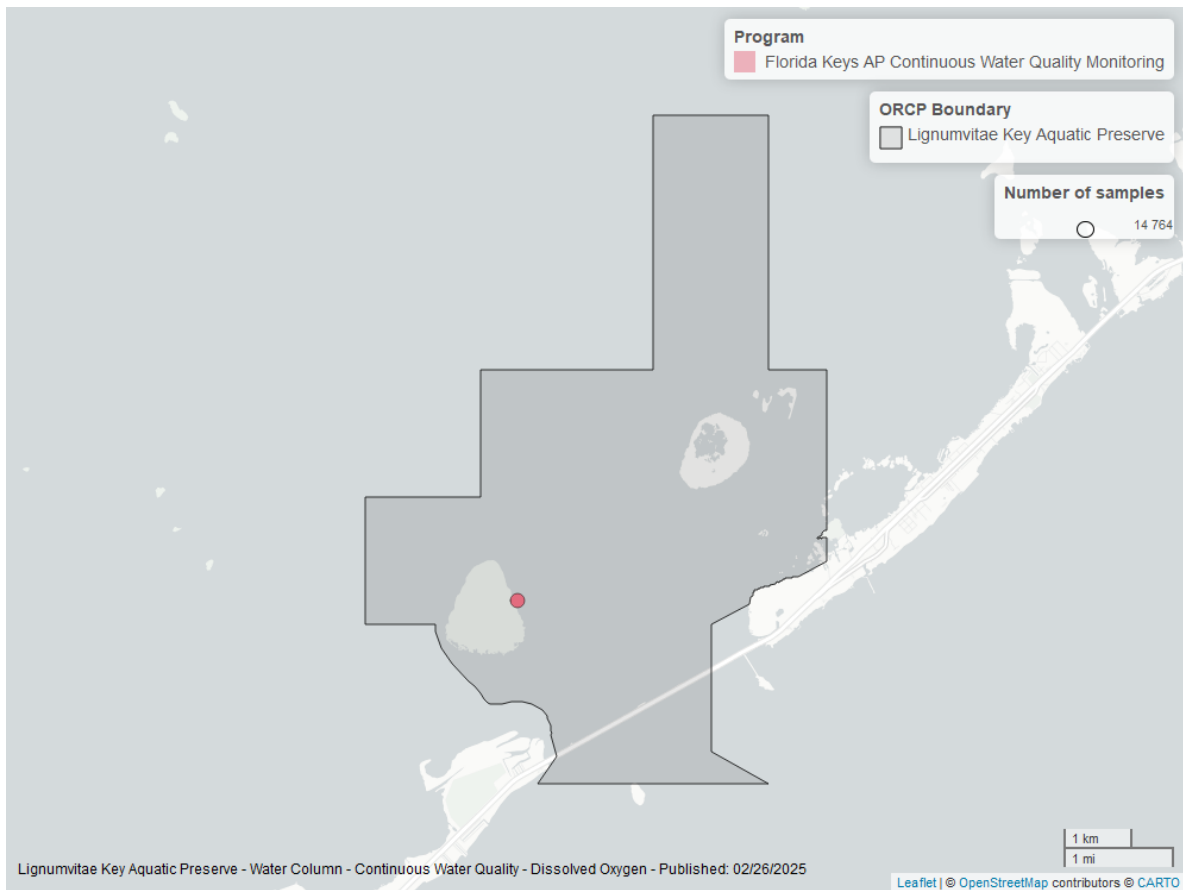 Program
Florida Keys AP Continuous Water Quality Monitoring
ORCP Boundary
Lignumvitae Key Aquatic Preserve
Number of samples
14 764
1 km
1 mi
Lignumvitae Key Aquatic Preserve - Water Column - Continuous Water Quality - Dissolved Oxygen - Published: 02/26/2025
Leaflet | © OpenStreetMap contributors © CARTO